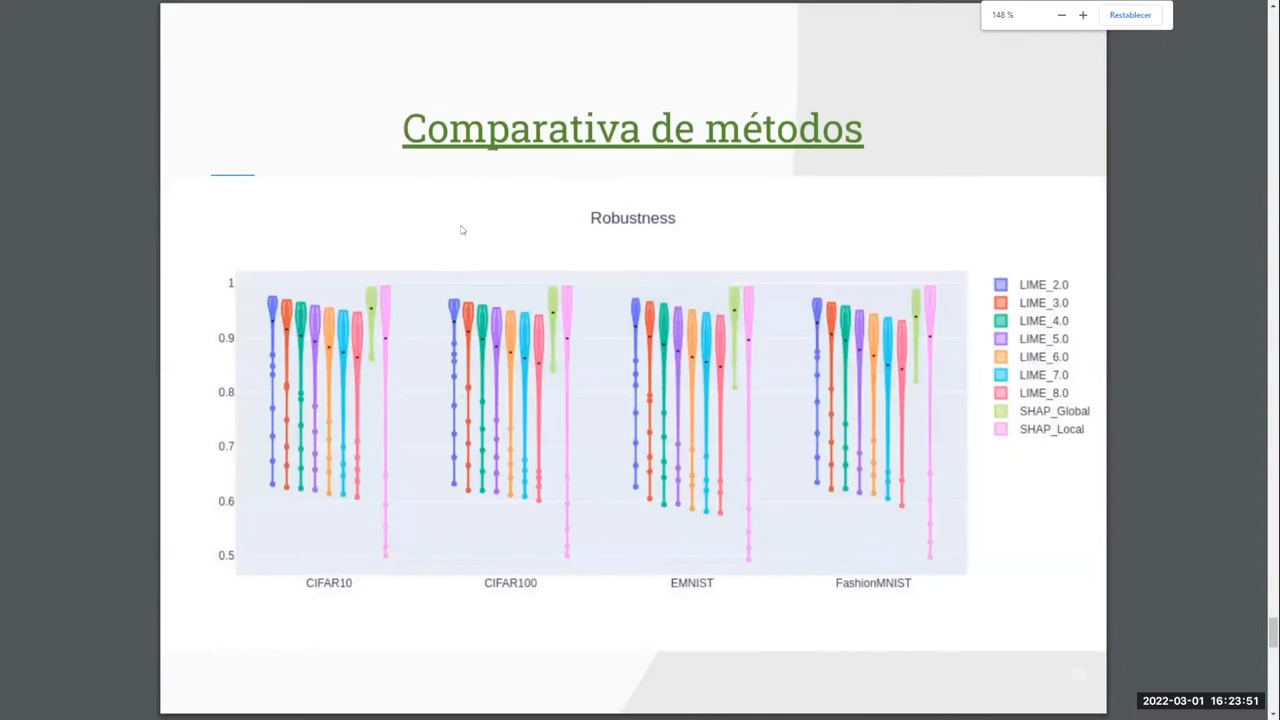 148 %
Restablecer
Comparativa de métodos
Robustness
1
0.9
0.8
0.7
0.6
0.5
CIFAR10
CIFAR100
EMNIST
FashionMNIST
LIME_2.0
LIME_3.0
LIME_4.0
LIME_5.0
LIME_6.0
LIME_7.0
LIME_8.0
SHAP_Global
SHAP_Local
2022-03-01 16:23:51